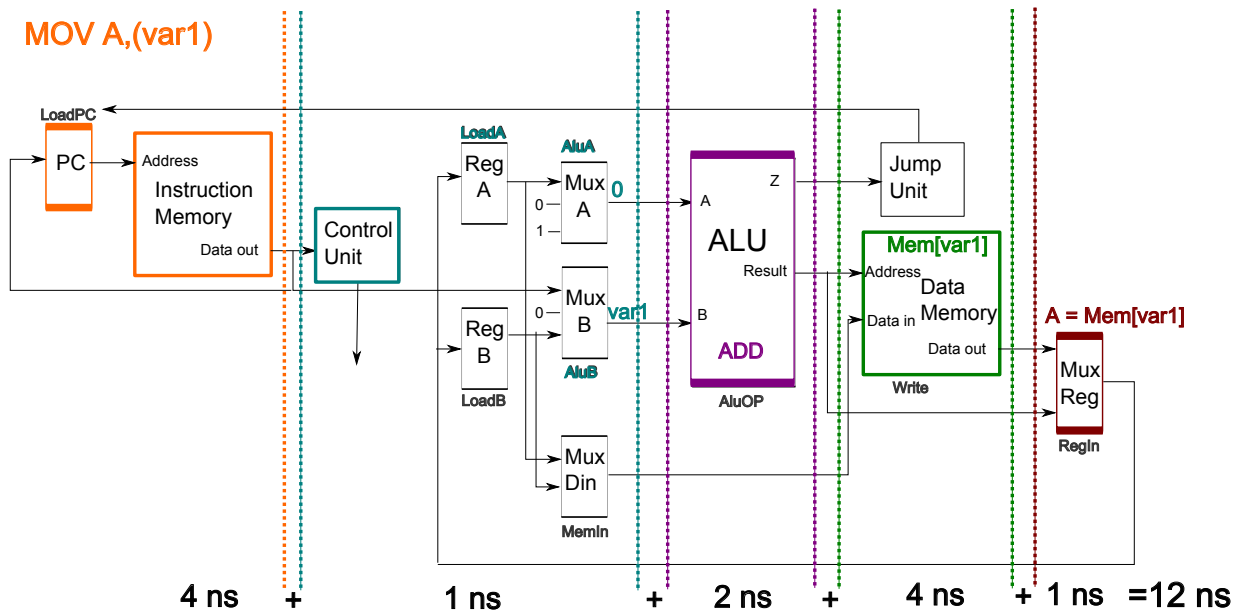 MOV A,(var1)
LoadPC
PC
Address
Instruction
Memory
Data out
Control
Unit
LoadA
Reg
A
AluA
Mux
A
0
1
0
Reg
B
LoadB
Mux
B
0
var1
AluB
Mux
Din
MemIn
A
B
Z
ALU
Result
ADD
AluOP
Jump
Unit
Mem[var1]
Address
Data
Memory
Data in
Data out
Write
A = Mem[var1]
Mux
Reg
RegIn
4 ns + 1 ns + 2 ns + 4 ns + 1 ns =12 ns